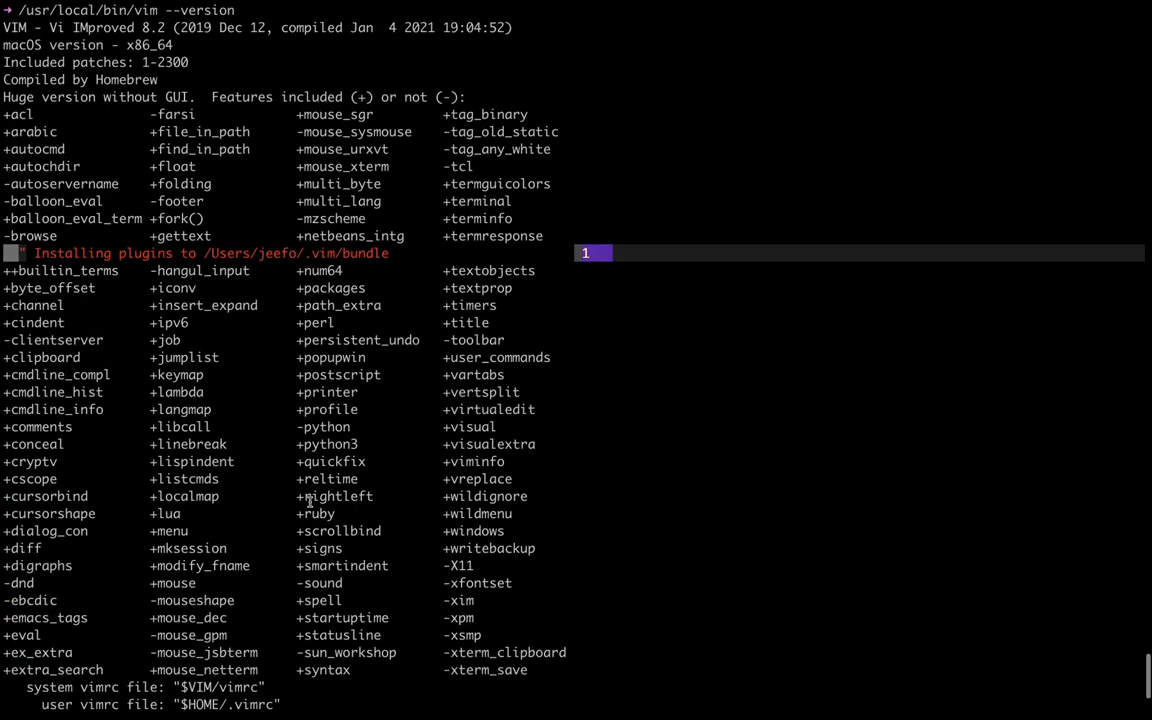 ➜ /usr/local/bin/vim --version
VIM - Vi IMproved 8.2 (2019 Dec 12, compiled Jan  4 2021 19:04:52)
macOS version - x86_64
Included patches: 1-2300
Compiled by Homebrew
Huge version without GUI.  Features included (+) or not (-):
+acl               -farsi             +mouse_sgr         +tag_binary
+arabic            +file_in_path      -mouse_sysmouse    -tag_old_static
+autocmd           +find_in_path      +mouse_urxvt       -tag_any_white
+autochdir         +float             +mouse_xterm       -tcl
-autoservername    +folding           +multi_byte        +termguicolors
-balloon_eval      -footer            +multi_lang        +terminal
+balloon_eval_term +fork()            -mzscheme          +terminfo
-browse            +gettext           +netbeans_intg     +termresponse
" Installing plugins to /Users/jeefo/.vim/bundle 1
++builtin_terms    -hangul_input      +num64             +textobjects
+byte_offset       +iconv             +packages          +textprop
+channel           +insert_expand     +path_extra        +timers
+cindent           +ipv6              +perl              +title
-clientserver      +job               +persistent_undo   -toolbar
+clipboard         +jumplist          +popupwin          +user_commands
+cmdline_compl     +keymap            +postscript        +vartabs
+cmdline_hist      +lambda            +printer           +vertsplit
+cmdline_info      +langmap           +profile           +virtualedit
+comments          +libcall           -python            +visual
+conceal           +linebreak         +python3           +visualextra
+cryptv            +lispindent        +quickfix          +viminfo
+cscope            +listcmds          +reltime           +vreplace
+cursorbind        +localmap          +rightleft         +wildignore
+cursorshape       +lua               +ruby              +wildmenu
+dialog_con        +menu              +scrollbind        +windows
+diff              +mksession         +signs             +writebackup
+digraphs          +modify_fname      +smartindent       -X11
-dnd               +mouse             -sound             -xfontset
-ebcdic            -mouseshape        +spell             -xim
+emacs_tags        +mouse_dec         +startuptime       -xpm
+eval              -mouse_gpm         +statusline        -xsmp
+ex_extra          -mouse_jsbterm     -sun_workshop      -xterm_clipboard
+extra_search      +mouse_netterm     +syntax            -xterm_save
system vimrc file: "$VIM/vimrc"
user vimrc file: "$HOME/.vimrc"